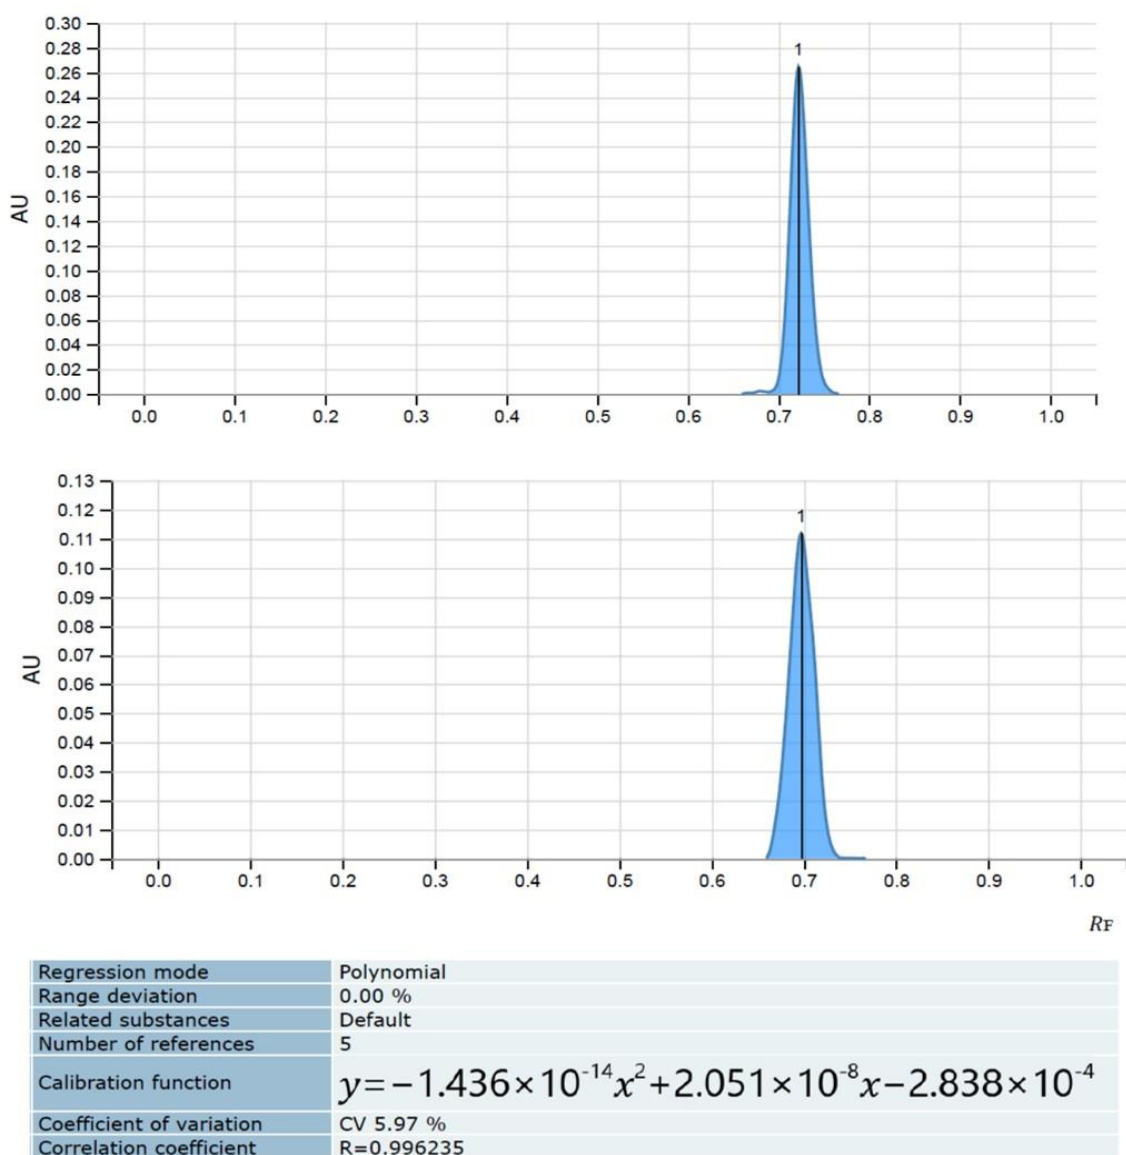 0.30
0.28
0.26
0.24
0.22
0.20
0.18
0.16
0.14
0.12
0.10
0.08
0.06
0.04
0.02
0.00
AU
1
0.0 0.1 0.2 0.3 0.4 0.5 0.6 0.7 0.8 0.9 1.0
0.13
0.12
0.11
0.10
0.09
0.08
0.07
0.06
0.05
0.04
0.03
0.02
0.01
0.00
AU
1
0.0 0.1 0.2 0.3 0.4 0.5 0.6 0.7 0.8 0.9 1.0
RF
Regression mode Polynomial
Range deviation 0.00 %
Related substances Default
Number of references 5
Calibration function y=−1.436×10⁻¹⁴x²+2.051×10⁻⁸x−2.838×10⁻⁴
Coefficient of variation CV 5.97 %
Correlation coefficient R=0.996235